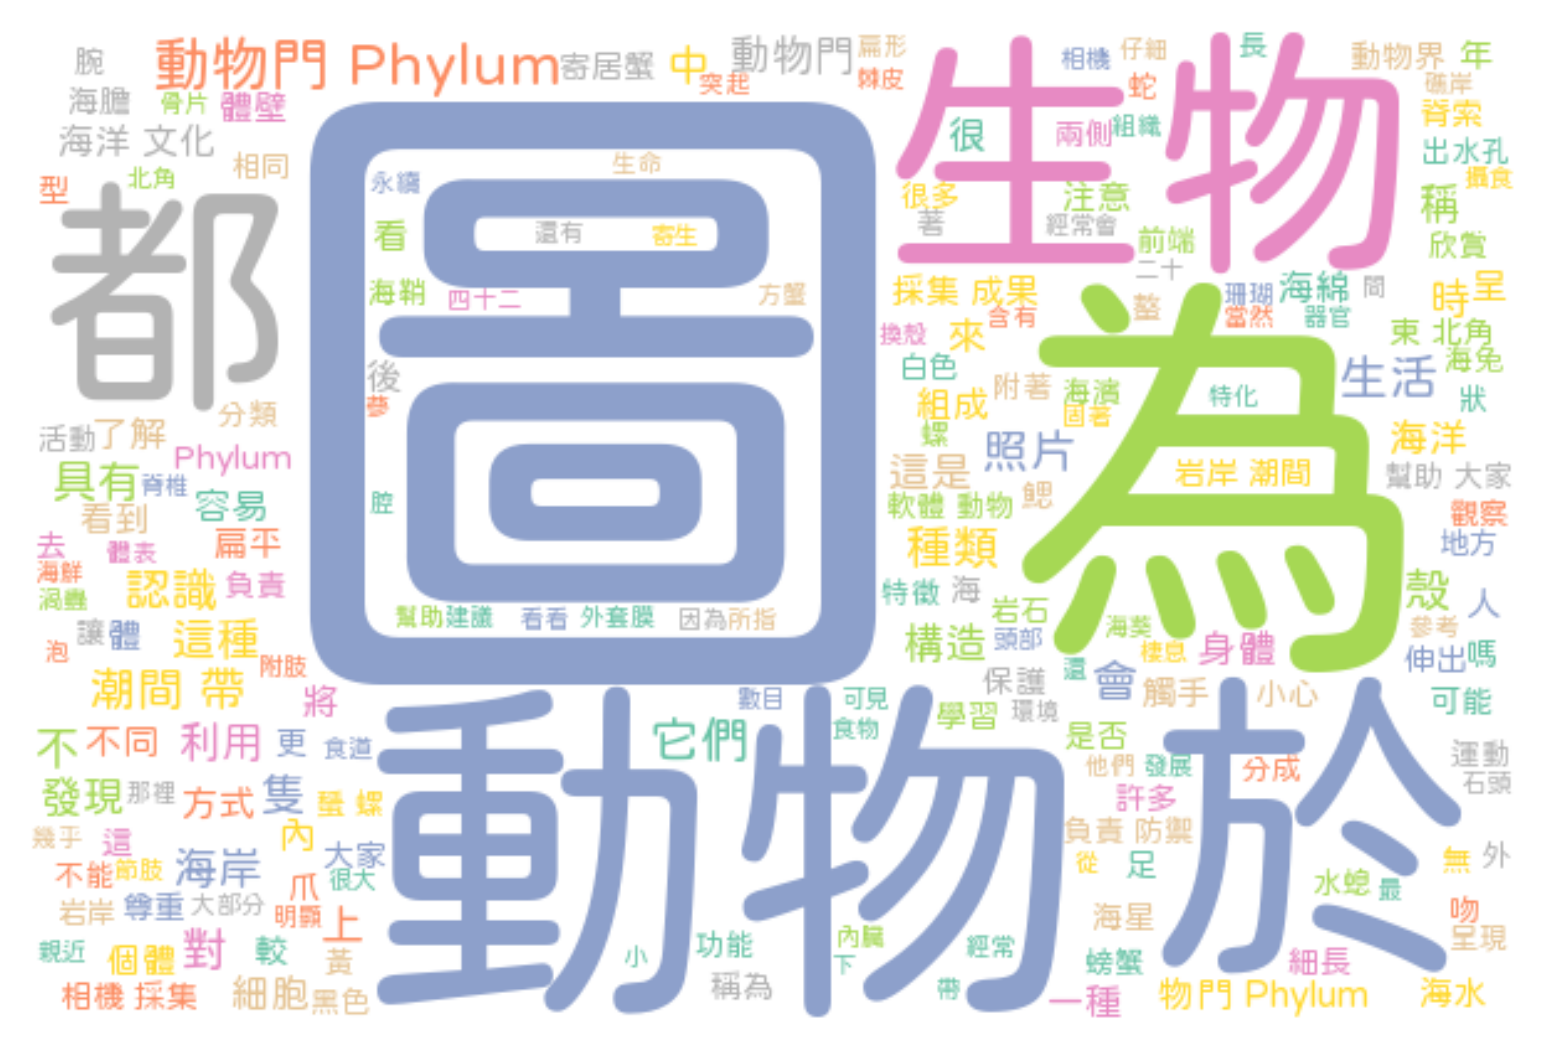 腕
動物門 Phylum
寄居蟹
中
突起
動物門
扁形
棘皮
海膽
骨片
體壁
海洋 文化
相同
北角
型
都
圖
生命
永續
看
還有
寄生
海鞘
四十二
方蟹
後
夢
腔
幫助建議
看看
外套膜
因為所指
生物
相機
仔細
蛇
長
動物界
年
礁岸
脊索
很
兩側
組織
出水孔
攝食
很多
著
注意
經常會
前端
二十
稱
欣賞
採集 成果
含有
螯
珊瑚
當然
海綿
器官
間
時
呈
換殼
來
東 北角
海兔
白色
附著
海濱
固著
組成
螺
為
特化
生活
狀
照片
這是
鰓
軟體 動物
岩岸 潮間
海洋
幫助 大家
觀察
地方
種類
特徵
海
岩石
殼
人
構造
頭部
海葵
棲息
身體
參考
伸出
嗎
分類
活動
了解
Phylum
具有
脊椎
容易
看到
去
體表
扁平
海鮮
渦蟲
認識
負責
讓
體
這種
泡
附肢
潮間 帶
將
不
不同
利用
更
食道
發現
那裡
方式
隻
蜑 螺
幾乎
這
內
大家
不能
節肢
海岸
爪
很大
岩岸
尊重
大部分
明顯
上
親近
個體
對
較
黃
相機 採集
細胞
黑色
動物
數目
可見
食物
它們
小
功能
稱為
內臟
下
經常
帶
保護
環境
學習
還
會
觸手
小心
可能
是否
他們
發展
分成
許多
運動
石頭
負責 防禦
從
足
於
無
外
水螅
最
海星
吻
呈現
螃蟹
細長
一種
物門 Phylum
海水